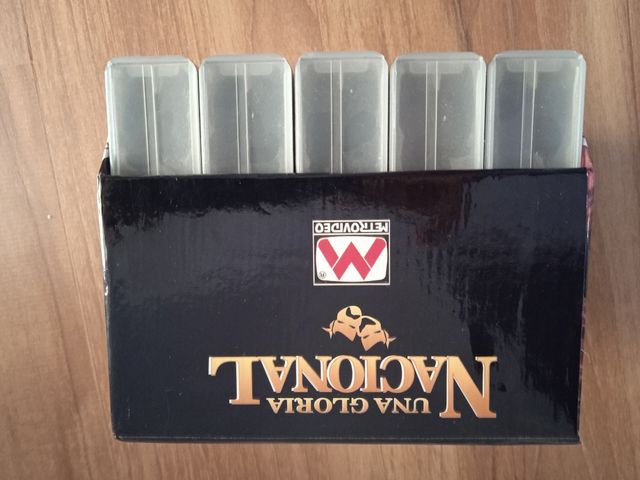 UNA GLORIA
NACIONAL
R
METROVIDEO